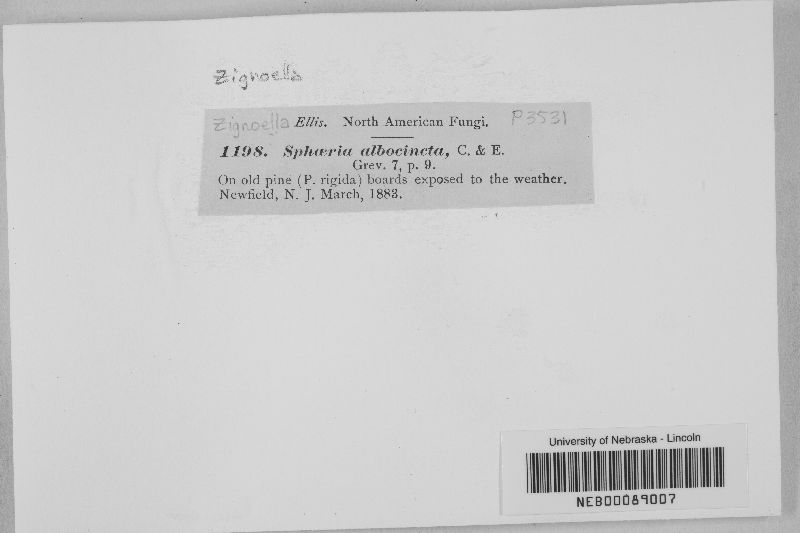 Zignoella
Zignoella Ellis. North American Fungi. P3531
1198. Sphæria albocincta, C. & E.
Grev. 7, p. 9.
On old pine (P. rigida) boards exposed to the weather.
Newfield, N. J. March, 1883.
University of Nebraska - Lincoln
NEB00089007